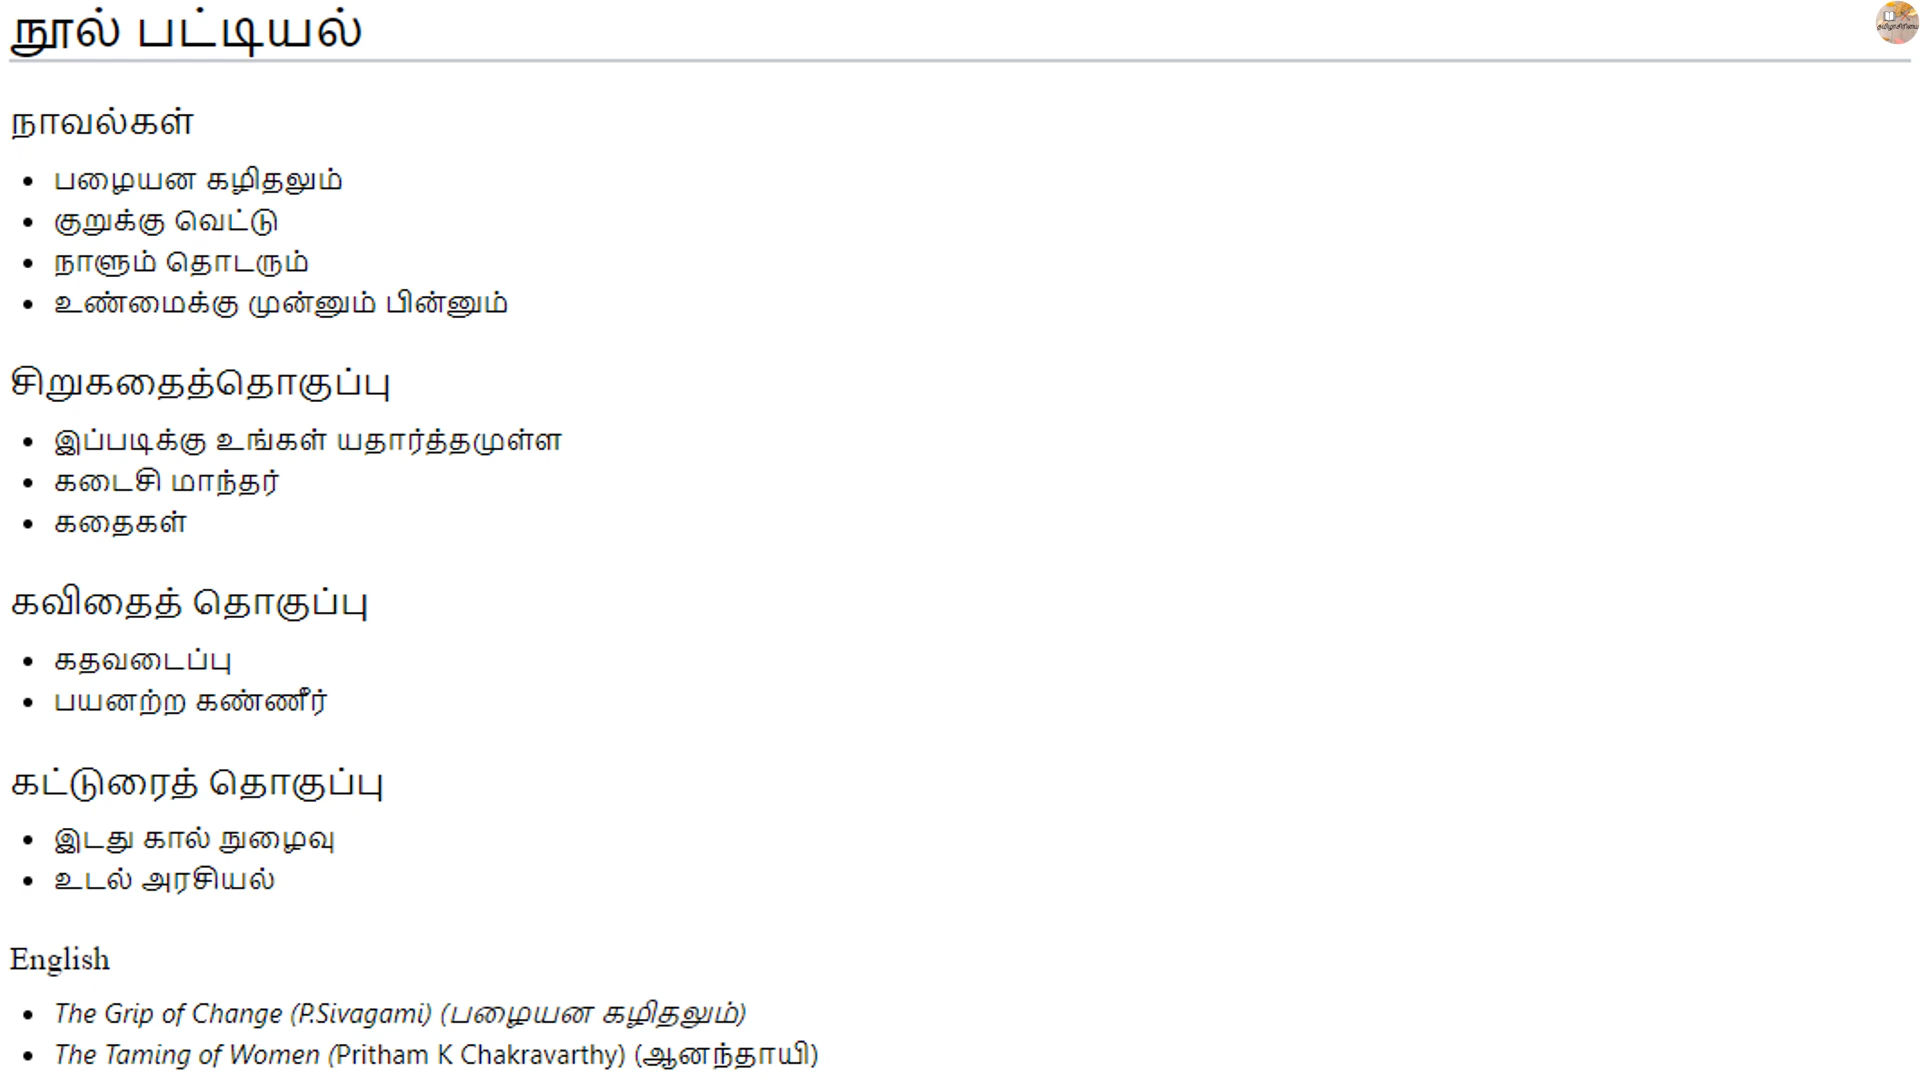 நூல் பட்டியல்
நாவல்கள்
பழையன கழிதலும்
குறுக்கு வெட்டு
நாளும் தொடரும்
உண்மைக்கு முன்னும் பின்னும்
சிறுகதைத்தொகுப்பு
இப்படிக்கு உங்கள் யதார்த்தமுள்ள
கடைசி மாந்தர்
கதைகள்
கவிதைத் தொகுப்பு
கதவடைப்பு
பயனற்ற கண்ணீர்
கட்டுரைத் தொகுப்பு
இடது கால் நுழைவு
உடல் அரசியல்
English
The Grip of Change (P.Sivagami) (பழையன கழிதலும்)
The Taming of Women (Pritham K Chakravarthy) (ஆனந்தாயி)